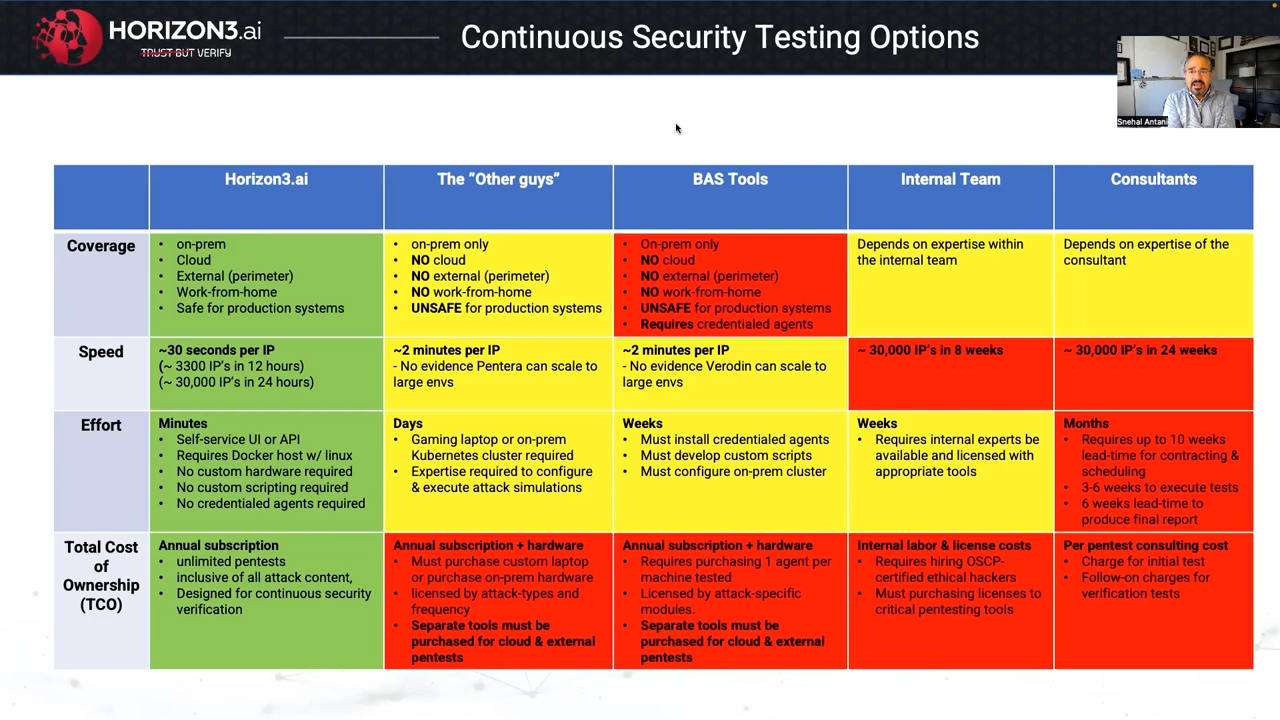 HORIZON3.ai
TRUST BUT VERIFY
Continuous Security Testing Options
Snehal Antani
Horizon3.ai
The "Other guys"
BAS Tools
Internal Team
Consultants
Coverage
• on-prem
• Cloud
• External (perimeter)
• Work-from-home
• Safe for production systems
• on-prem only
• NO cloud
• NO external (perimeter)
• NO work-from-home
• UNSAFE for production systems
• On-prem only
• NO cloud
• NO external (perimeter)
• NO work-from-home
• UNSAFE for production systems
• Requires credentialed agents
Depends on expertise within
the internal team
Depends on expertise of the
consultant
Speed
~30 seconds per IP
(~ 3300 IP's in 12 hours)
(~ 30,000 IP's in 24 hours)
~2 minutes per IP
- No evidence Pentera can scale to
large envs
~2 minutes per IP
- No evidence Verodin can scale to
large envs
~ 30,000 IP's in 8 weeks
~ 30,000 IP's in 24 weeks
Effort
Minutes
• Self-service UI or API
• Requires Docker host w/ linux
• No custom hardware required
• No custom scripting required
• No credentialed agents required
Days
• Gaming laptop or on-prem
Kubernetes cluster required
• Expertise required to configure
& execute attack simulations
Weeks
• Must install credentialed agents
• Must develop custom scripts
• Must configure on-prem cluster
Weeks
• Requires internal experts be
available and licensed with
appropriate tools
Months
• Requires up to 10 weeks
lead-time for contracting &
scheduling
• 3-6 weeks to execute tests
• 6 weeks lead-time to
produce final report
Total Cost
of
Ownership
(TCO)
Annual subscription
• unlimited pentests
• inclusive of all attack content,
• Designed for continuous security
verification
Annual subscription + hardware
• Must purchase custom laptop
or purchase on-prem hardware
• licensed by attack-types and
frequency
• Separate tools must be
purchased for cloud & external
pentests
Annual subscription + hardware
• Requires purchasing 1 agent per
machine tested
• Licensed by attack-specific
modules.
• Separate tools must be
purchased for cloud & external
pentests
Internal labor & license costs
• Requires hiring OSCP-
certified ethical hackers
• Must purchasing licenses to
critical pentesting tools
Per pentest consulting cost
• Charge for initial test
• Follow-on charges for
verification tests